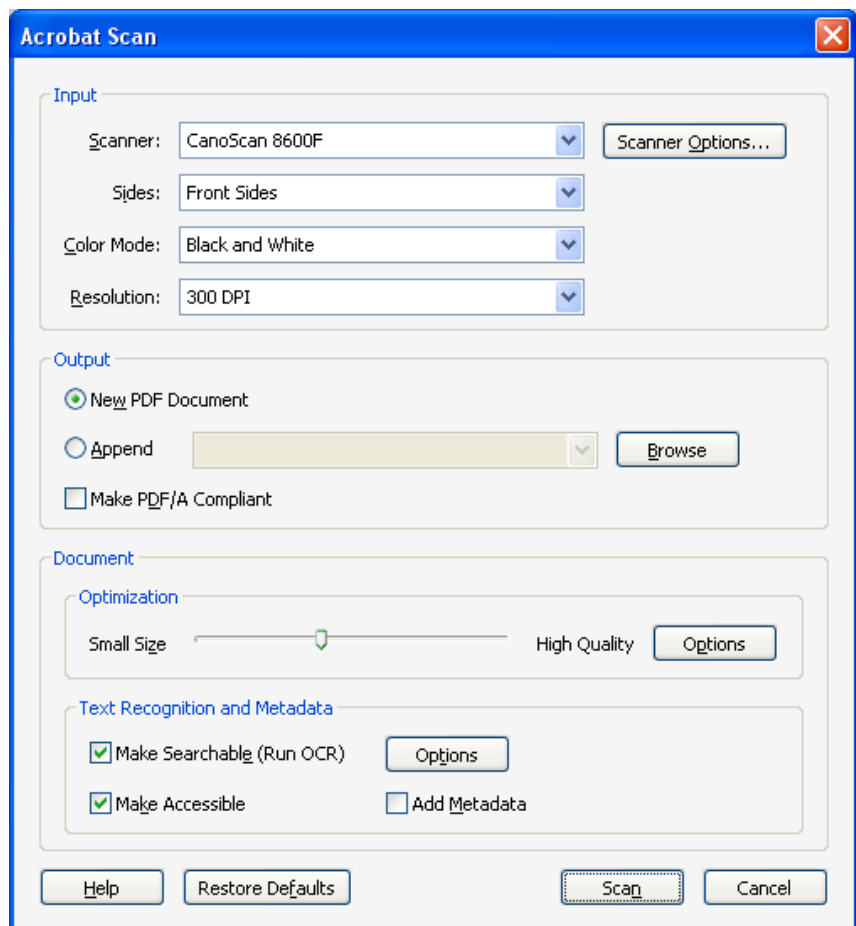 Acrobat Scan
Input
Scanner: CanoScan 8600F Scanner Options...
Sides: Front Sides
Color Mode: Black and White
Resolution: 300 DPI
Output
New PDF Document
Append Browse
Make PDF/A Compliant
Document
Optimization
Small Size High Quality Options
Text Recognition and Metadata
Make Searchable (Run OCR) Options
Make Accessible Add Metadata
Help Restore Defaults Scan Cancel